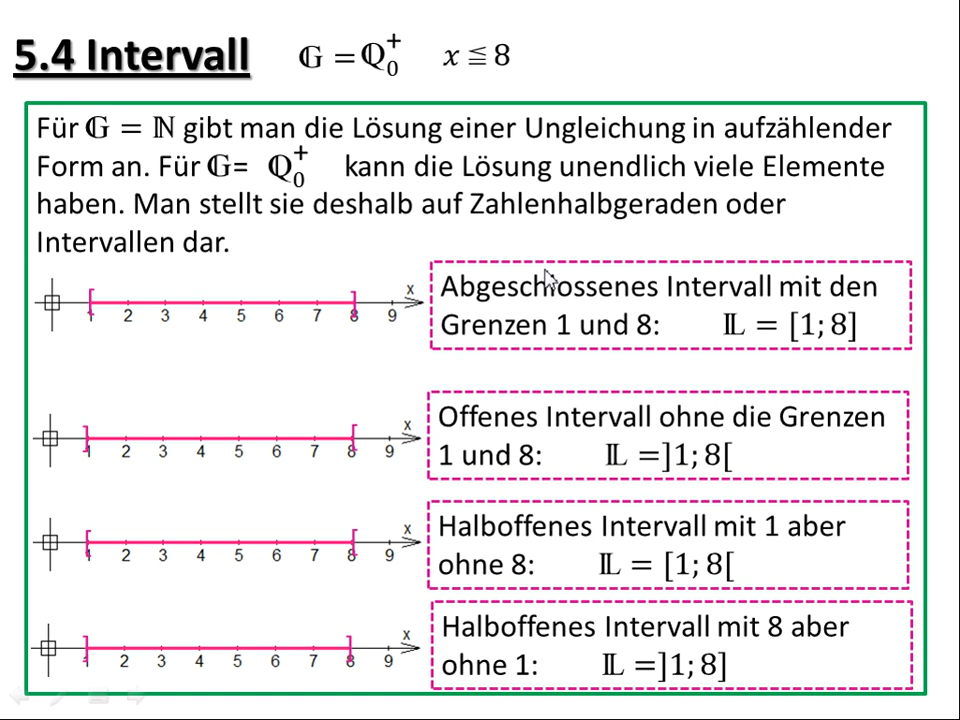 5.4 Intervall 𝔾 = ℚ₀⁺ x ≦ 8
Für 𝔾 = ℕ gibt man die Lösung einer Ungleichung in aufzählender
Form an. Für 𝔾= ℚ₀⁺ kann die Lösung unendlich viele Elemente
haben. Man stellt sie deshalb auf Zahlenhalbgeraden oder
Intervallen dar.
x
1 2 3 4 5 6 7 8 9
Abgeschlossenes Intervall mit den
Grenzen 1 und 8: 𝕃 = [1; 8]
x
1 2 3 4 5 6 7 8 9
Offenes Intervall ohne die Grenzen
1 und 8: 𝕃 =]1; 8[
x
1 2 3 4 5 6 7 8 9
Halboffenes Intervall mit 1 aber
ohne 8: 𝕃 = [1; 8[
x
1 2 3 4 5 6 7 8 9
Halboffenes Intervall mit 8 aber
ohne 1: 𝕃 =]1; 8]